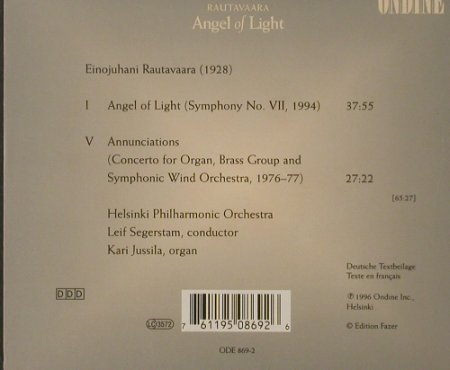 RAUTAVAARA
Angel of Light
ONDINE
Einojuhani Rautavaara (1928)
I Angel of Light (Symphony No. VII, 1994) 37:55
V Annunciations
(Concerto for Organ, Brass Group and
Symphonic Wind Orchestra, 1976–77) 27:22
[65:27]
Helsinki Philharmonic Orchestra
Leif Segerstam, conductor
Kari Jussila, organ
Deutsche Textbeilage
Texte en français
DDD
LC 3572
℗ 1996 Ondine Inc.,
Helsinki
© Edition Fazer
7 61195 08692 6
ODE 869-2